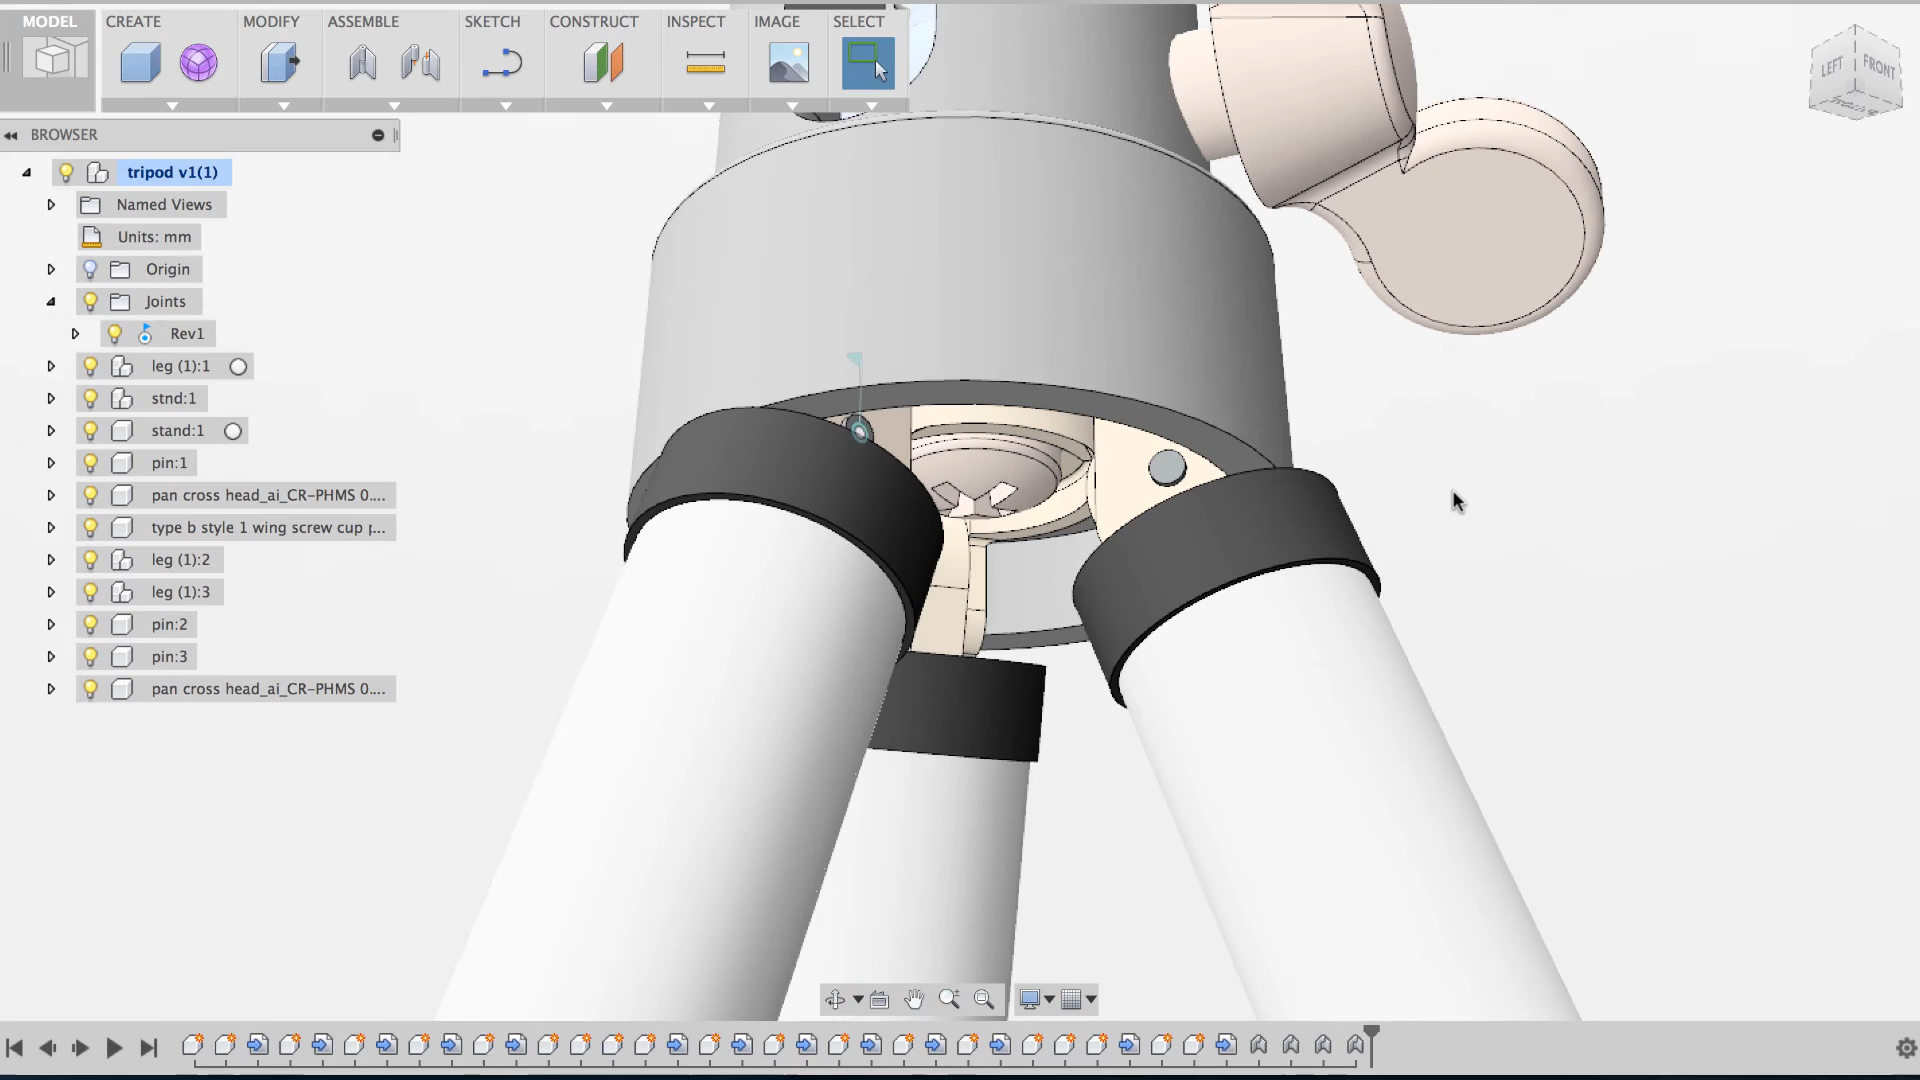 MODEL
CREATE
MODIFY
ASSEMBLE
SKETCH
CONSTRUCT
INSPECT
IMAGE
SELECT
LEFT
FRONT
BROWSER
tripod v1(1)
Named Views
Units: mm
Origin
Joints
Rev1
leg (1):1
stnd:1
stand:1
pin:1
pan cross head_ai_CR-PHMS 0....
type b style 1 wing screw cup p...
leg (1):2
leg (1):3
pin:2
pin:3
pan cross head_ai_CR-PHMS 0....